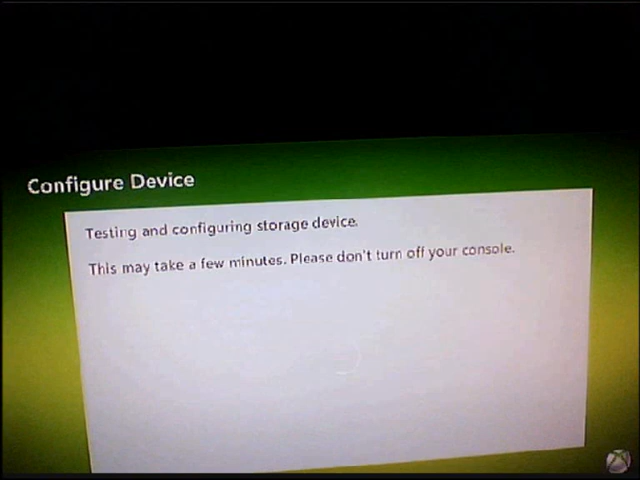 Configure Device
Testing and configuring storage device.
This may take a few minutes. Please don't turn off your console.